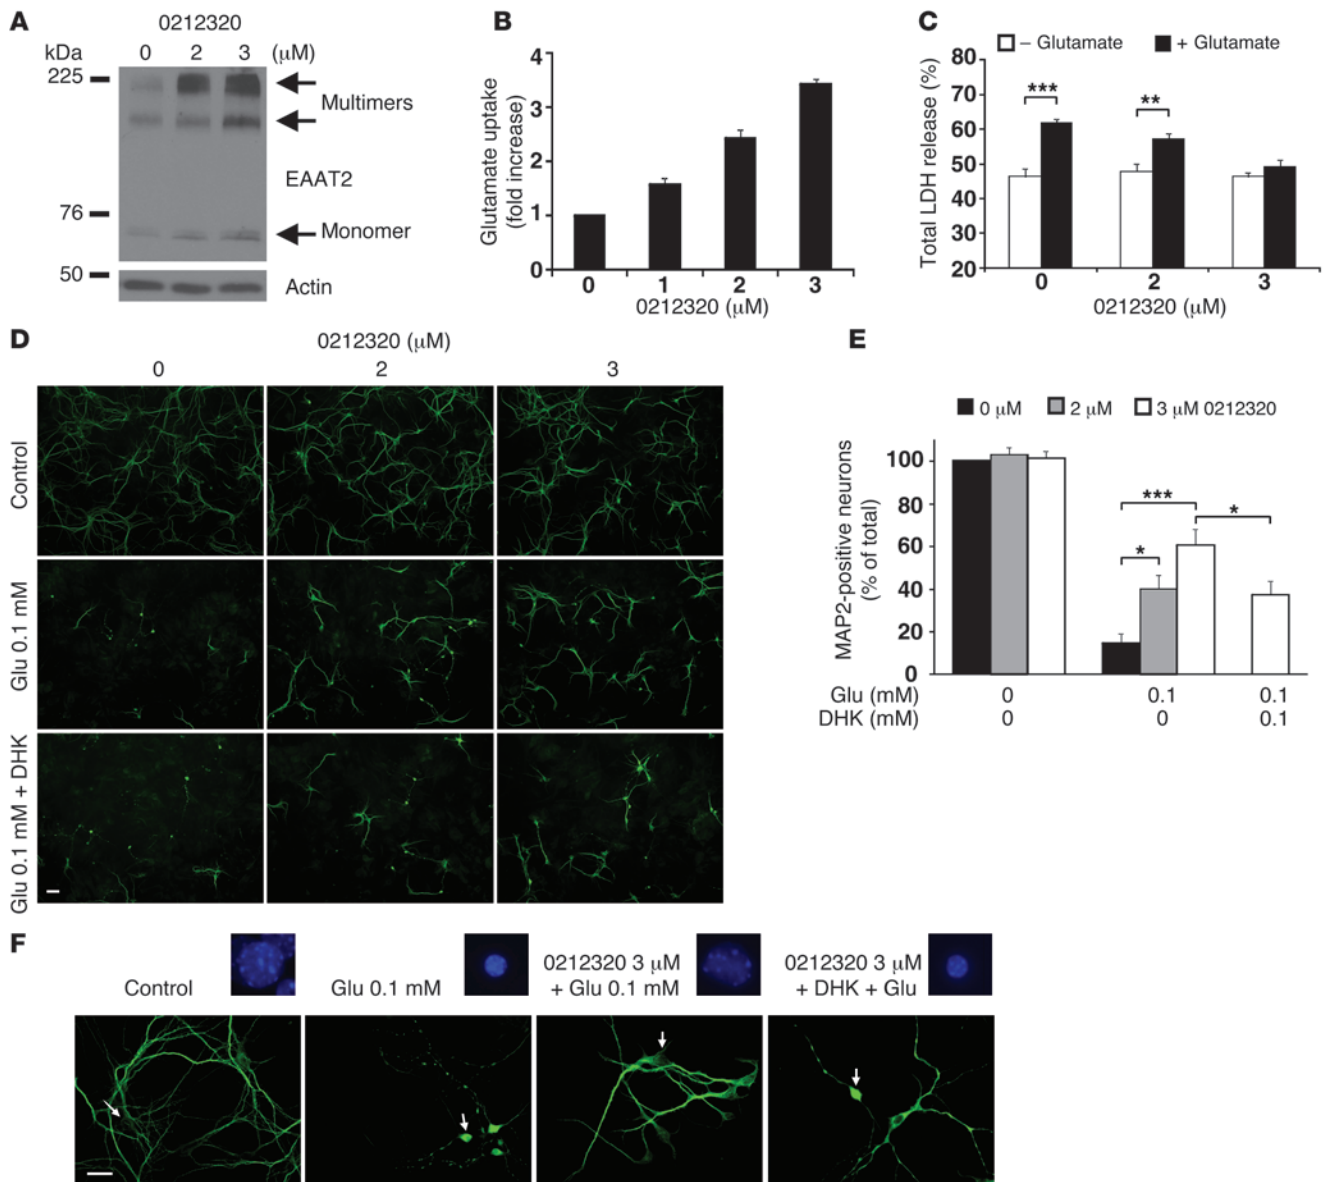 A
0212320
kDa 0 2 3 (μM)
225
Multimers
EAAT2
76
Monomer
50
Actin
B
Glutamate uptake
(fold increase)
4
3
2
1
0
0 1 2 3
0212320 (μM)
C
– Glutamate + Glutamate
Total LDH release (%)
80
70
60
50
40
30
20
*** **
0 2 3
0212320 (μM)
D
0212320 (μM)
0 2 3
Control
Glu 0.1 mM
Glu 0.1 mM + DHK
E
0 μM 2 μM 3 μM 0212320
MAP2-positive neurons
(% of total)
100
80
60
40
20
0
***
*
*
Glu (mM) 0 0.1 0.1
DHK (mM) 0 0 0.1
F
Control
Glu 0.1 mM
0212320 3 μM
+ Glu 0.1 mM
0212320 3 μM
+ DHK + Glu